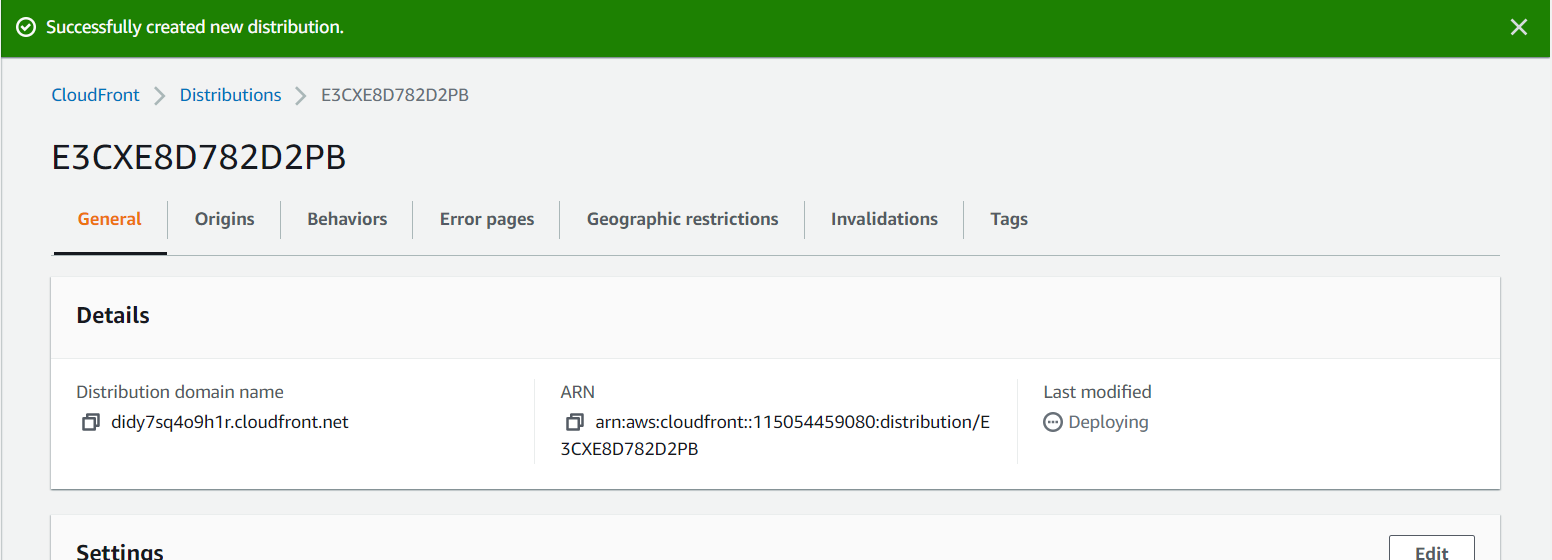 Successfully created new distribution.
CloudFront > Distributions > E3CXE8D782D2PB
E3CXE8D782D2PB
General Origins Behaviors Error pages Geographic restrictions Invalidations Tags
Details
Distribution domain name ARN Last modified
didy7sq4o9h1r.cloudfront.net arn:aws:cloudfront::115054459080:distribution/E Deploying
3CXE8D782D2PB
Settings Edit